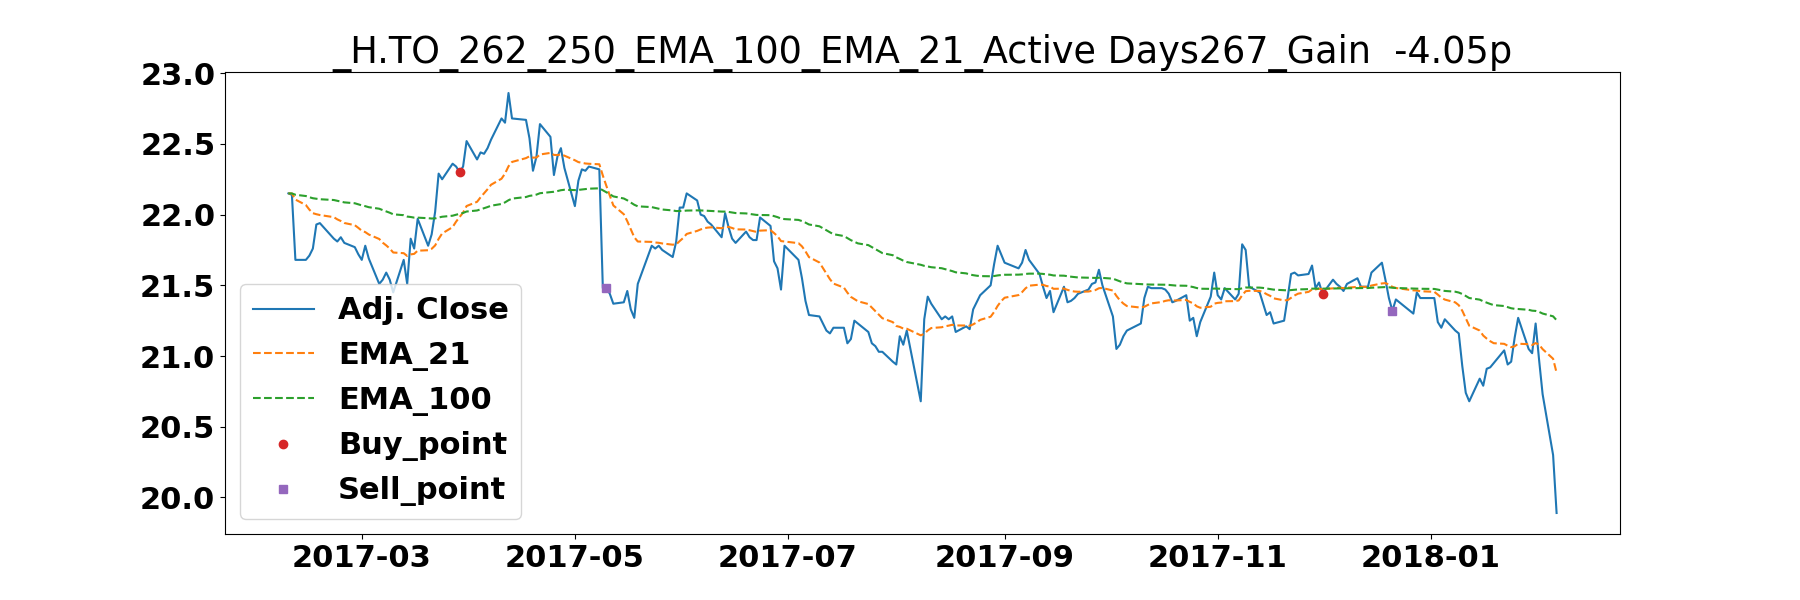 _H.TO_262_250_EMA_100_EMA_21_Active Days267_Gain  -4.05p
23.0
22.5
22.0
21.5
21.0
20.5
20.0
Adj. Close
EMA_21
EMA_100
Buy_point
Sell_point
2017-03 2017-05 2017-07 2017-09 2017-11 2018-01